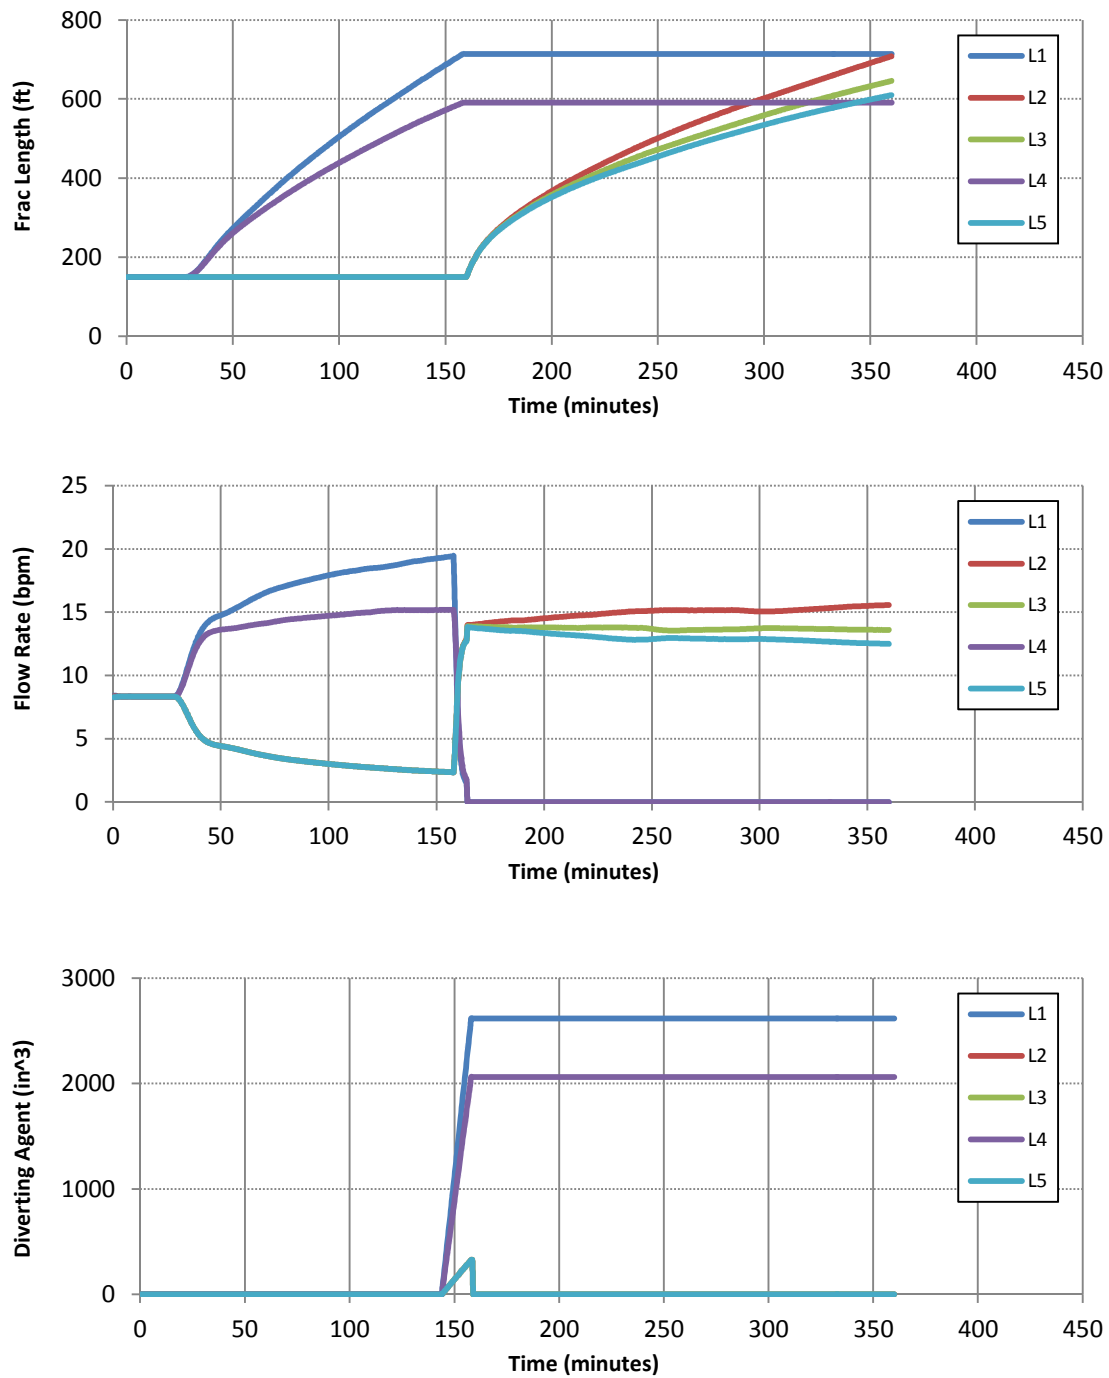 800
600
400
200
0
Frac Length (ft)
0 50 100 150 200 250 300 350 400 450
Time (minutes)
L1
L2
L3
L4
L5
25
20
15
10
5
0
Flow Rate (bpm)
0 50 100 150 200 250 300 350 400 450
Time (minutes)
L1
L2
L3
L4
L5
3000
2000
1000
0
Diverting Agent (in^3)
0 50 100 150 200 250 300 350 400 450
Time (minutes)
L1
L2
L3
L4
L5